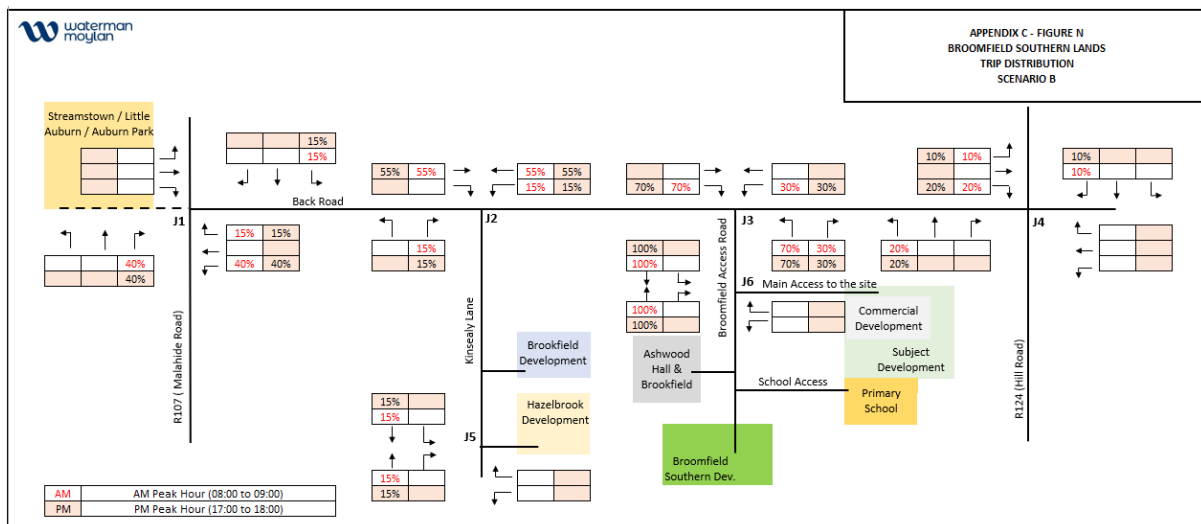 waterman
moylan
APPENDIX C - FIGURE N
BROOMFIELD SOUTHERN LANDS
TRIP DISTRIBUTION
SCENARIO B
Streamstown / Little
Auburn / Auburn Park
15%
15%
55% 55%
55% 55%
15% 15%
70% 70%
30% 30%
10% 10%
20% 20%
10%
10%
Back Road
J1
J2
J3
J4
40%
40%
15% 15%
40% 40%
15%
15%
100%
100%
70% 30%
70% 30%
20%
20%
J6
Main Access to the site
100%
100%
R107 ( Malahide Road)
Kinsealy Lane
Broomfield Access Road
R124 (Hill Road)
Commercial
Development
Subject
Development
Brookfield
Development
Ashwood
Hall &
Brookfield
School Access
Primary
School
Hazelbrook
Development
15%
15%
J5
15%
15%
Broomfield
Southern Dev.
AM AM Peak Hour (08:00 to 09:00)
PM PM Peak Hour (17:00 to 18:00)